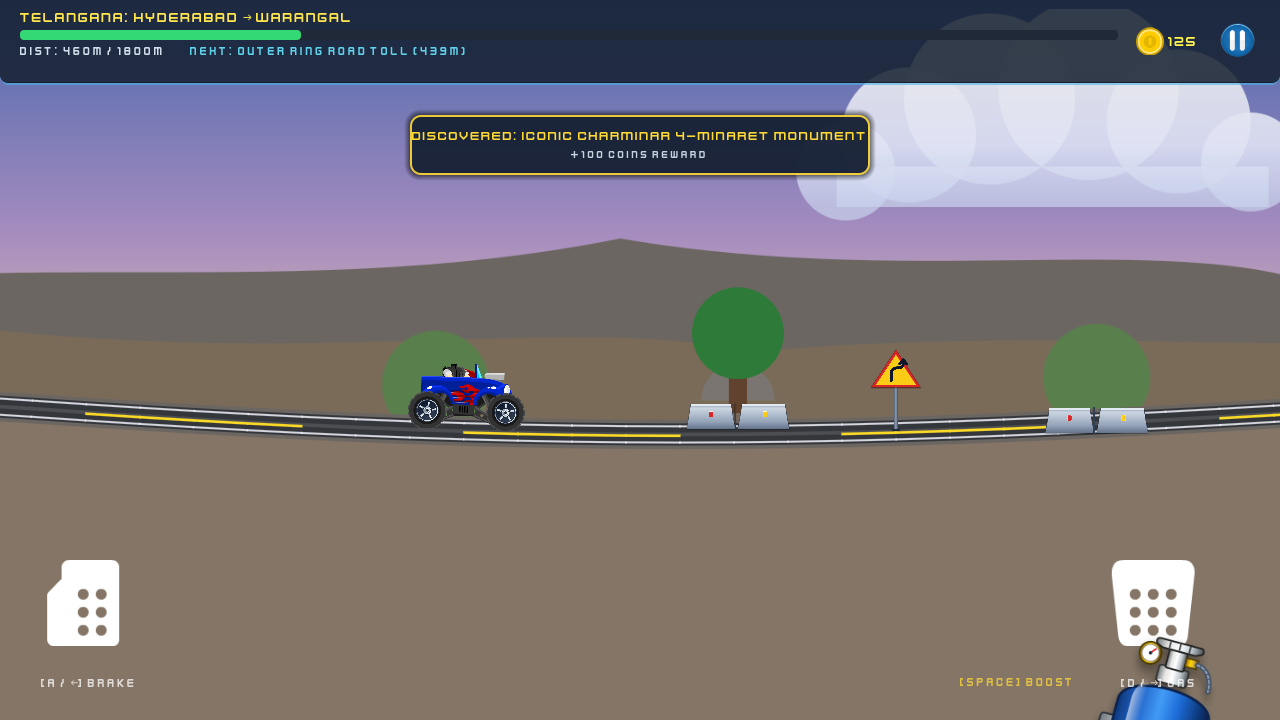 TELANGANA: HYDERABAD → WARANGAL
DIST: 460M / 1800M
NEXT: OUTER RING ROAD TOLL (439M)
125
DISCOVERED: ICONIC CHARMINAR 4-MINARET MONUMENT
+100 COINS REWARD
[A / ←] BRAKE
[SPACE] BOOST
[D / →] GAS